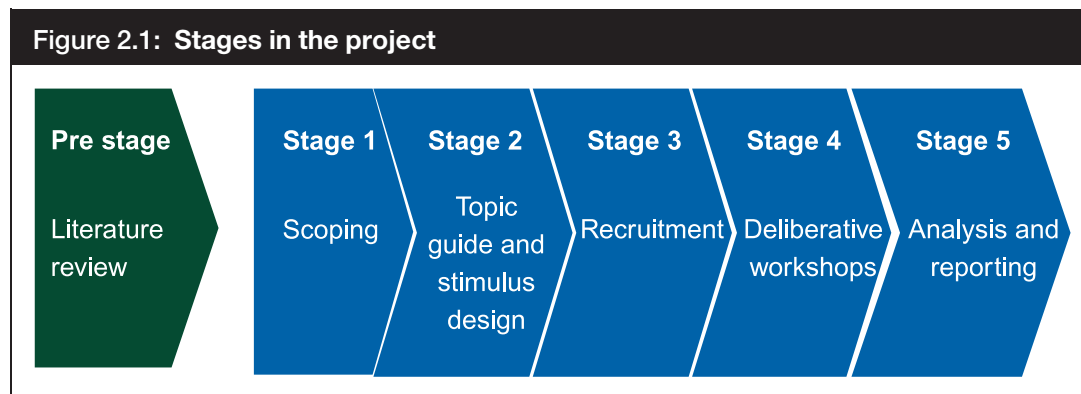 Figure 2.1: Stages in the project
Pre stage
Literature
review
Stage 1
Scoping
Stage 2
Topic
guide and
stimulus
design
Stage 3
Recruitment
Stage 4
Deliberative
workshops
Stage 5
Analysis and
reporting